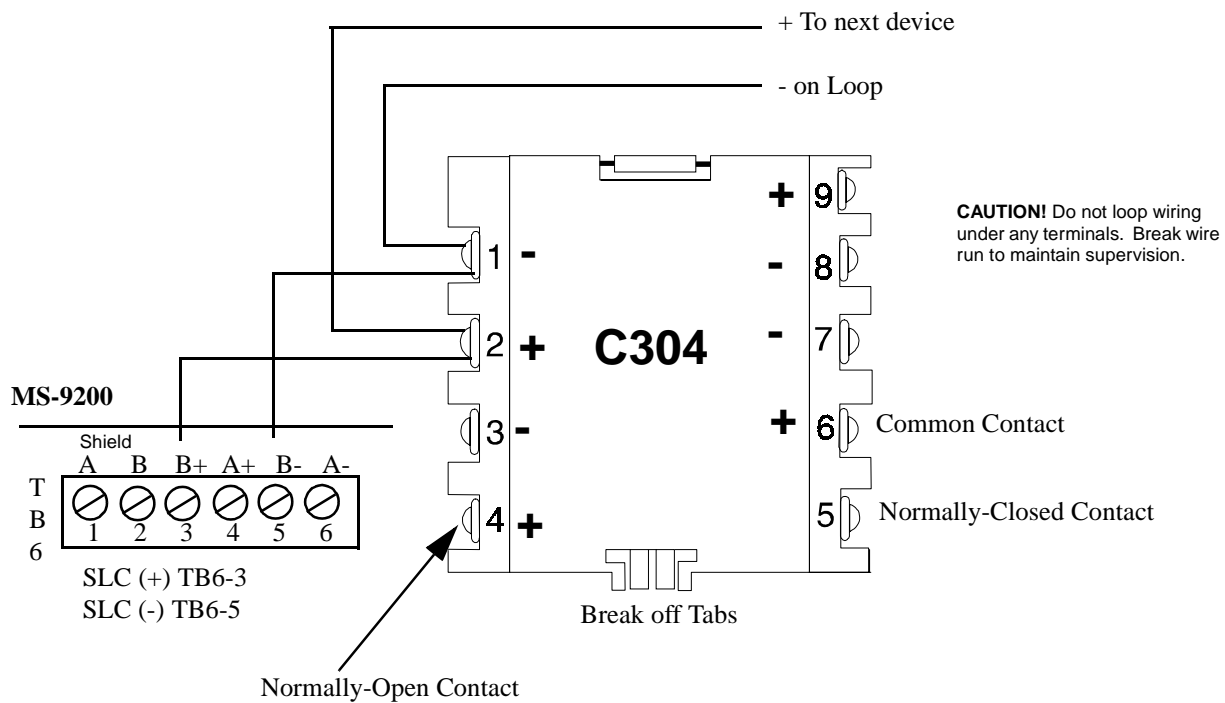 + To next device
- on Loop
+ 9
CAUTION! Do not loop wiring
under any terminals. Break wire
run to maintain supervision.
1 -
- 8
2 +
C304
- 7
MS-9200
3 -
+ 6
Common Contact
Shield
A B B+ A+ B- A-
T
B
6
1 2 3 4 5 6
4 +
5
Normally-Closed Contact
SLC (+) TB6-3
SLC (-) TB6-5
Break off Tabs
Normally-Open Contact